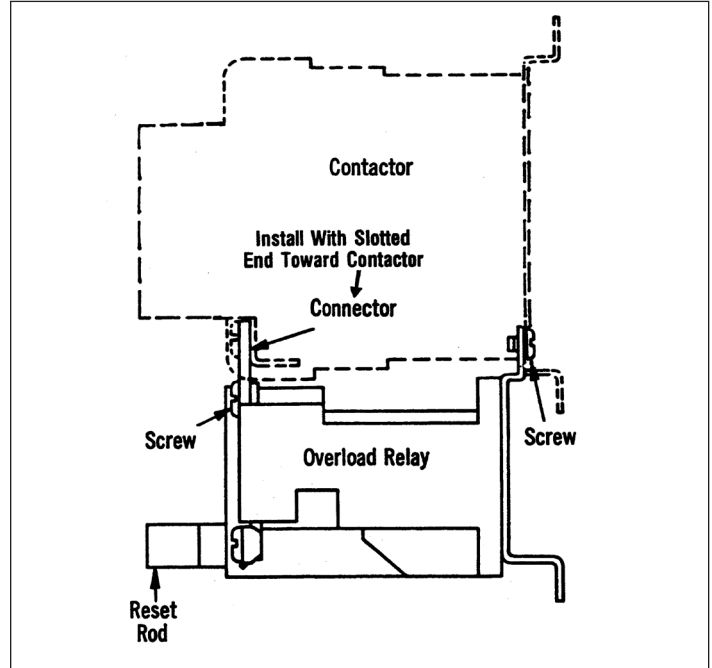 Contactor
Install With Slotted
End Toward Contactor
Connector
Screw
Overload Relay
Screw
Reset
Rod